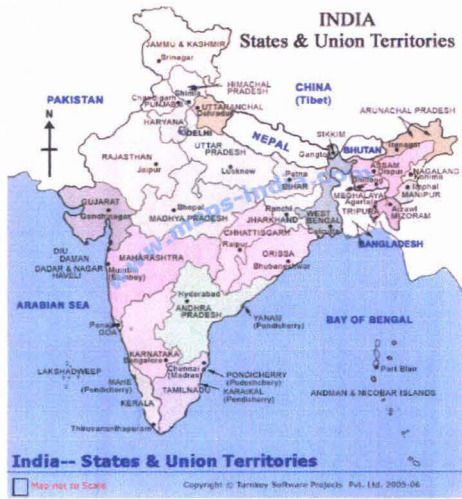 INDIA
States & Union Territories
JAMMU & KASHMIR
Srinagar
HIMACHAL
PRADESH
Shimla
CHINA
(Tibet)
PAKISTAN
Chandigarh
PUNJAB
UTTARANCHAL
Dehradun
ARUNACHAL PRADESH
N
HARYANA
DELHI
NEPAL
SIKKIM
BHUTAN
Itanagar
UTTAR
PRADESH
Gangtok
RAJASTHAN
Jaipur
Lucknow
ASSAM
Dispur
NAGALAND
Kohima
Patna
BIHAR
Shillong
Imphal
MEGHALAYA
MANIPUR
GUJARAT
Gandhinagar
Bhopal
MADHYA PRADESH
Ranchi
JHARKHAND
WEST
BENGAL
Agartala
TRIPURA
Aizawl
MIZORAM
CHHATTISGARH
Calcutta
DIU
DAMAN
DADAR & NAGAR
HAVELI
Raipur
ORISSA
BANGLADESH
MAHARASHTRA
Mumbai
(Bombay)
Bhubaneshwar
ARABIAN SEA
Hyderabad
ANDHRA
PRADESH
YANAM
(Pondicherry)
BAY OF BENGAL
Panaji
GOA
KARNATAKA
Bangalore
Chennai
(Madras)
PONDICHERRY
(Puducherry)
Port Blair
LAKSHADWEEP
MAHE
(Pondicherry)
TAMILNADU
KARAIKAL
(Pondicherry)
ANDMAN & NICOBAR ISLANDS
KERALA
Thiruvananthapuram
India-- States & Union Territories
Map not to Scale
Copyright © Turnkey Software Projects Pvt. Ltd. 2005-06